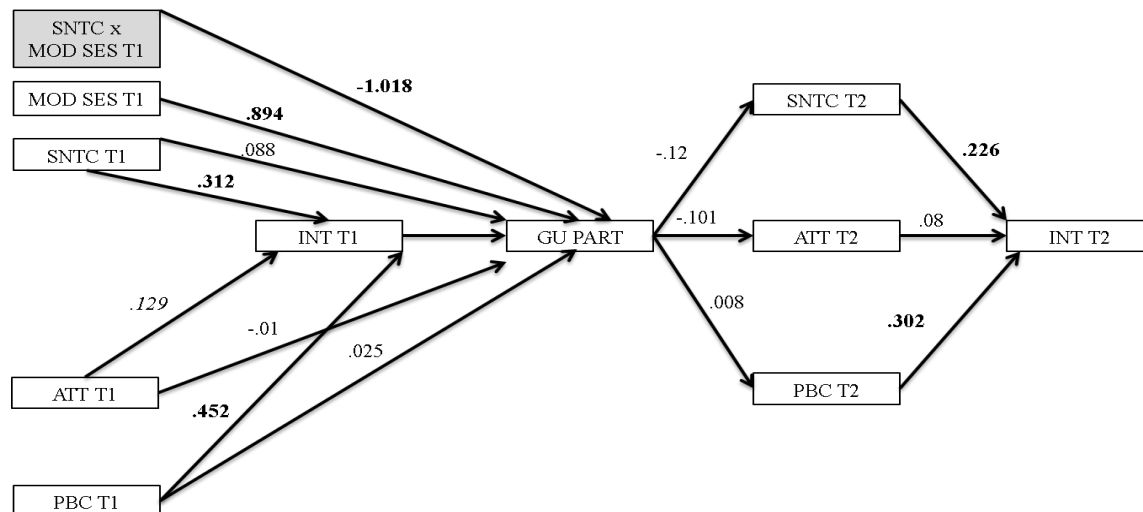 SNTC x
MOD SES T1
-1.018
MOD SES T1
SNTC T2
.894
SNTC T1
.088
-.12
.226
.312
INT T1
GU PART
-.101
ATT T2
.08
INT T2
.129
-.01
.008
.025
.302
ATT T1
.452
PBC T2
PBC T1